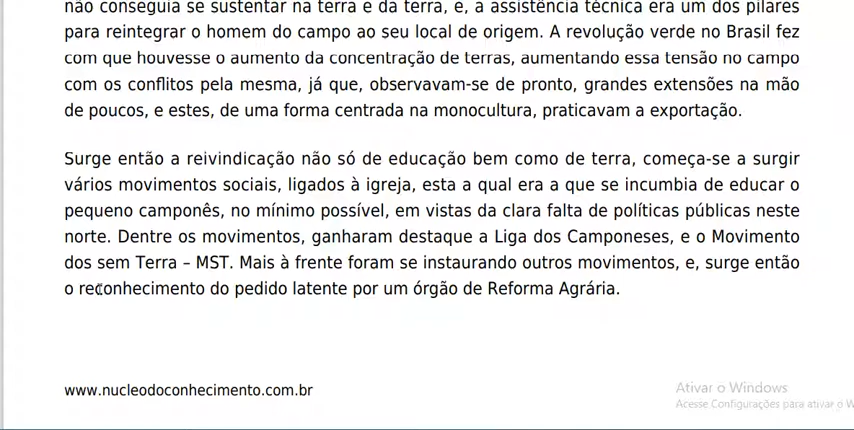 não conseguia se sustentar na terra e da terra, e, a assistência técnica era um dos pilares
para reintegrar o homem do campo ao seu local de origem. A revolução verde no Brasil fez
com que houvesse o aumento da concentração de terras, aumentando essa tensão no campo
com os conflitos pela mesma, já que, observavam-se de pronto, grandes extensões na mão
de poucos, e estes, de uma forma centrada na monocultura, praticavam a exportação.
Surge então a reivindicação não só de educação bem como de terra, começa-se a surgir
vários movimentos sociais, ligados à igreja, esta a qual era a que se incumbia de educar o
pequeno camponês, no mínimo possível, em vistas da clara falta de políticas públicas neste
norte. Dentre os movimentos, ganharam destaque a Liga dos Camponeses, e o Movimento
dos sem Terra – MST. Mais à frente foram se instaurando outros movimentos, e, surge então
o reconhecimento do pedido latente por um órgão de Reforma Agrária.
www.nucleodoconhecimento.com.br
Ativar o Windows
Acesse Configurações para ativar o W